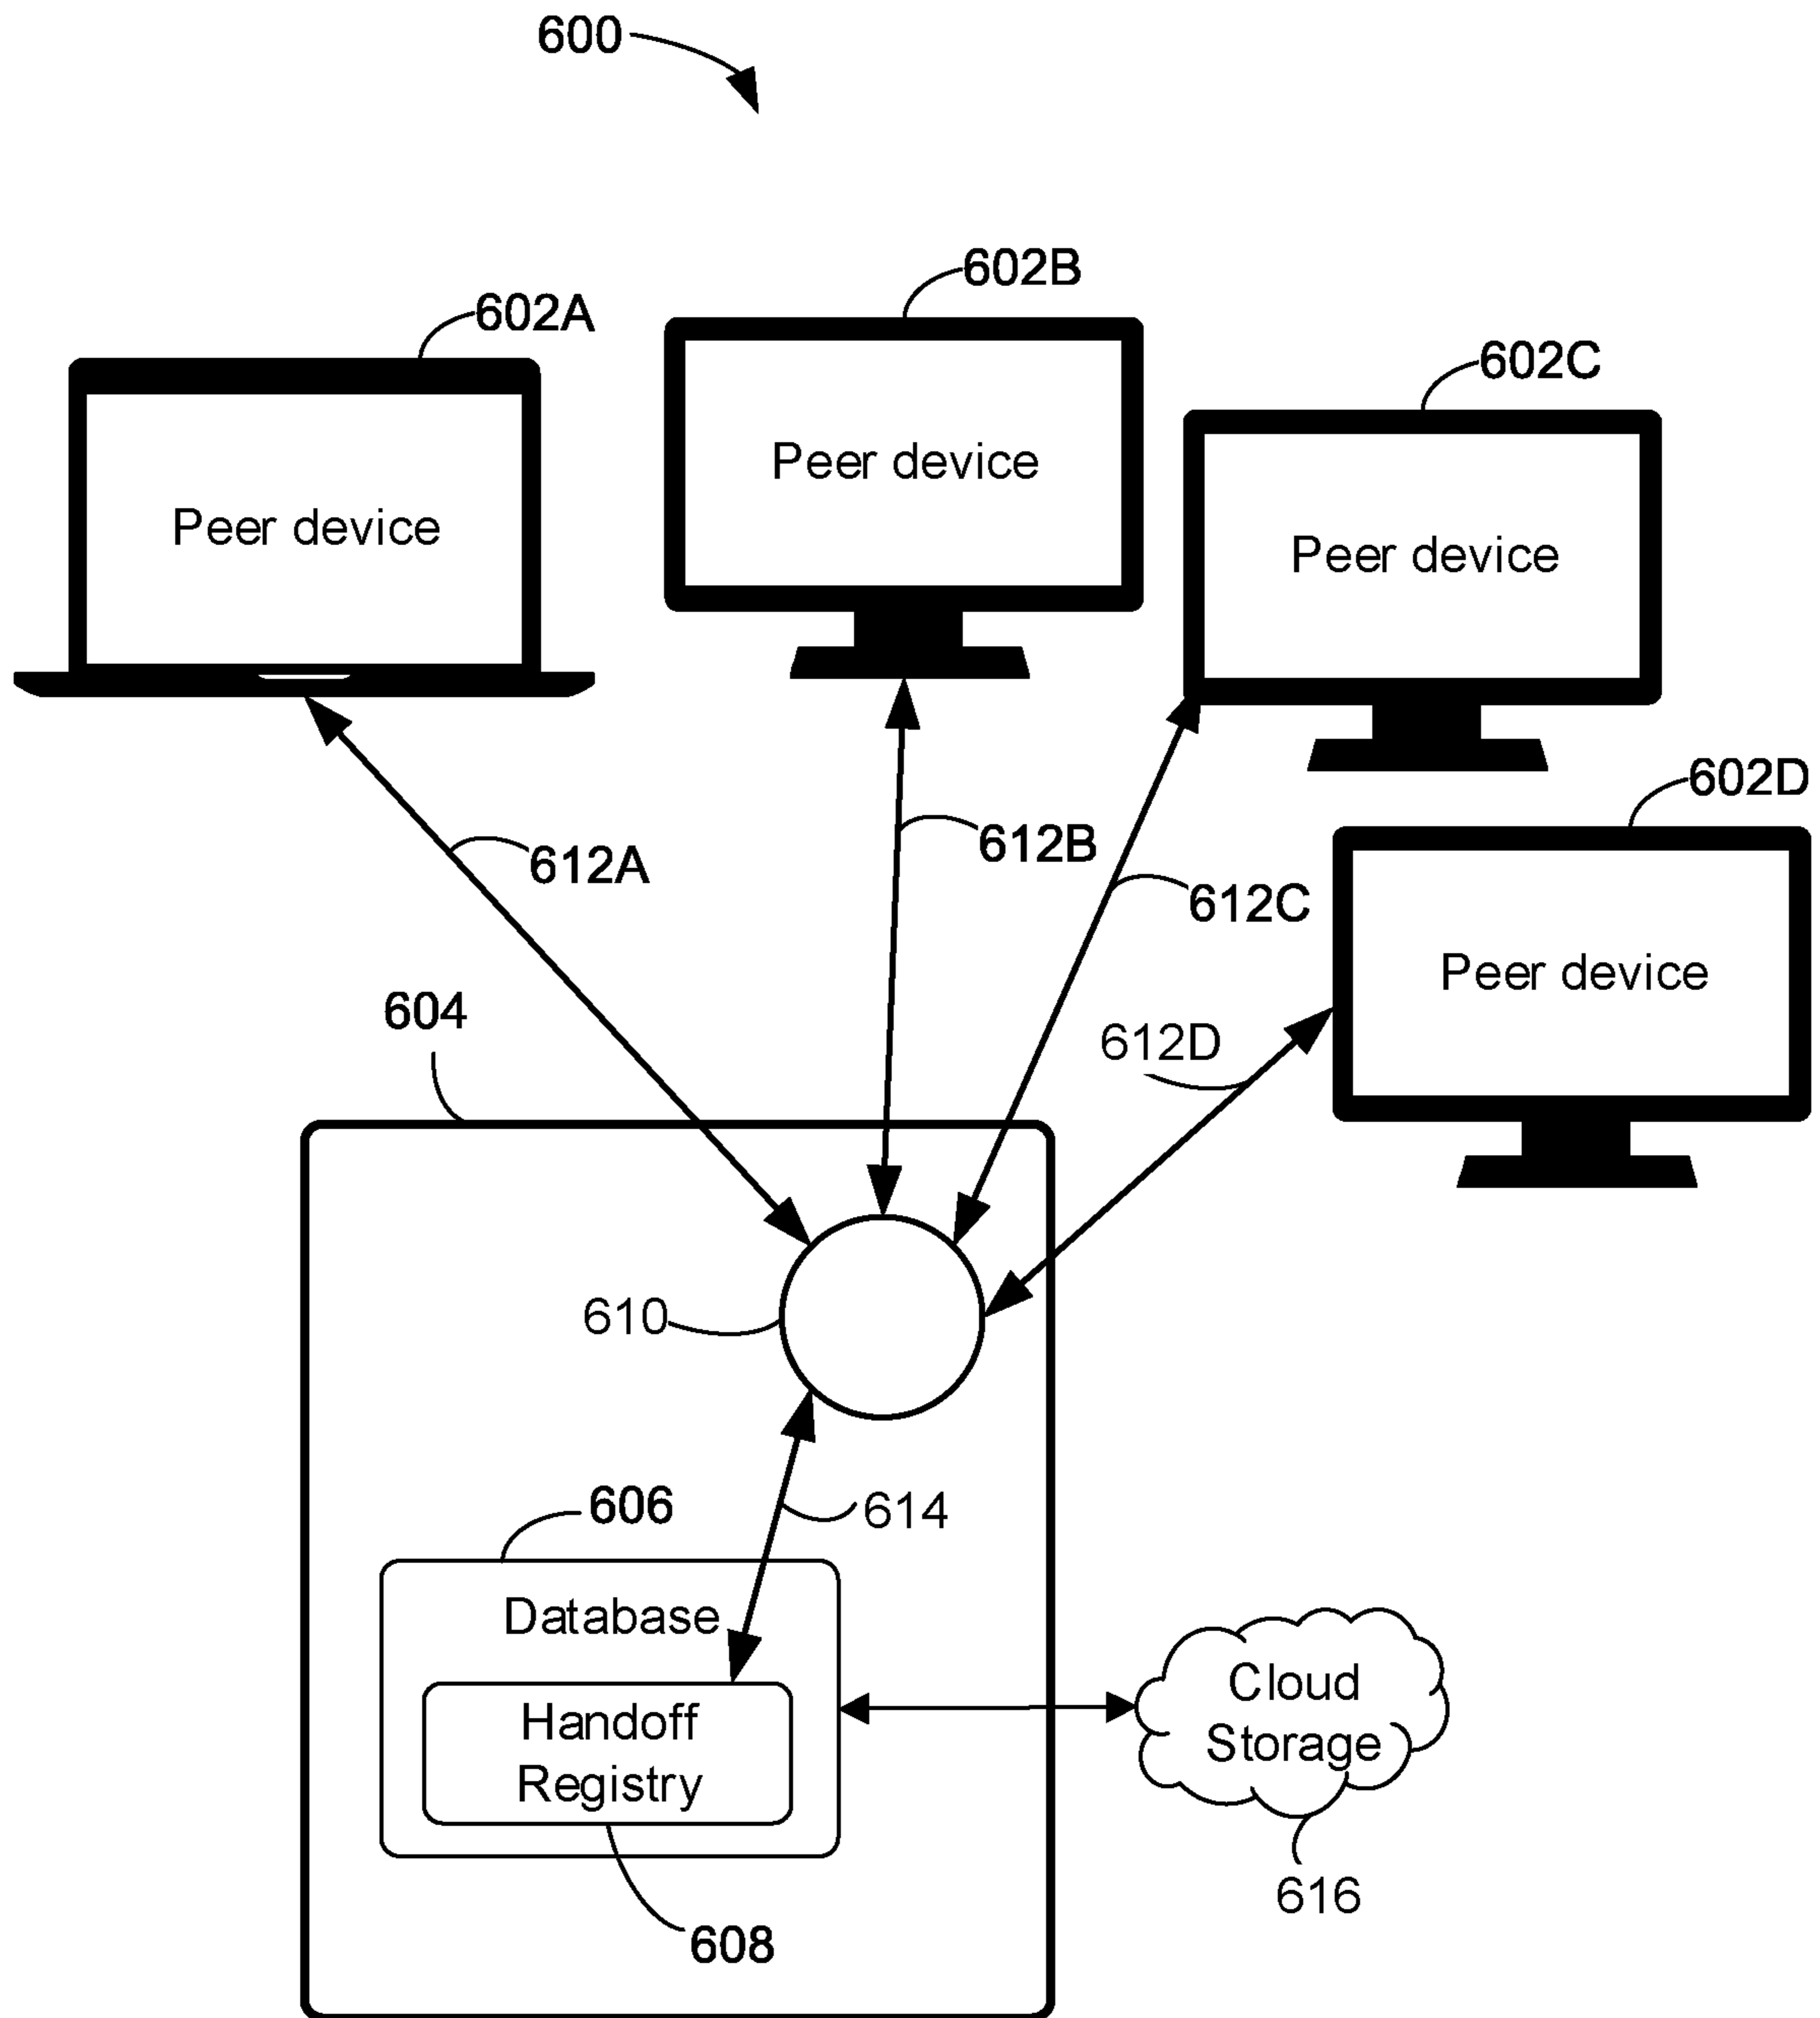 600
602B
602A
602C
Peer device
Peer device
Peer device
602D
612B
612A
612C
Peer device
604
612D
610
606
614
Database
Cloud
Storage
Handoff
Registry
616
608